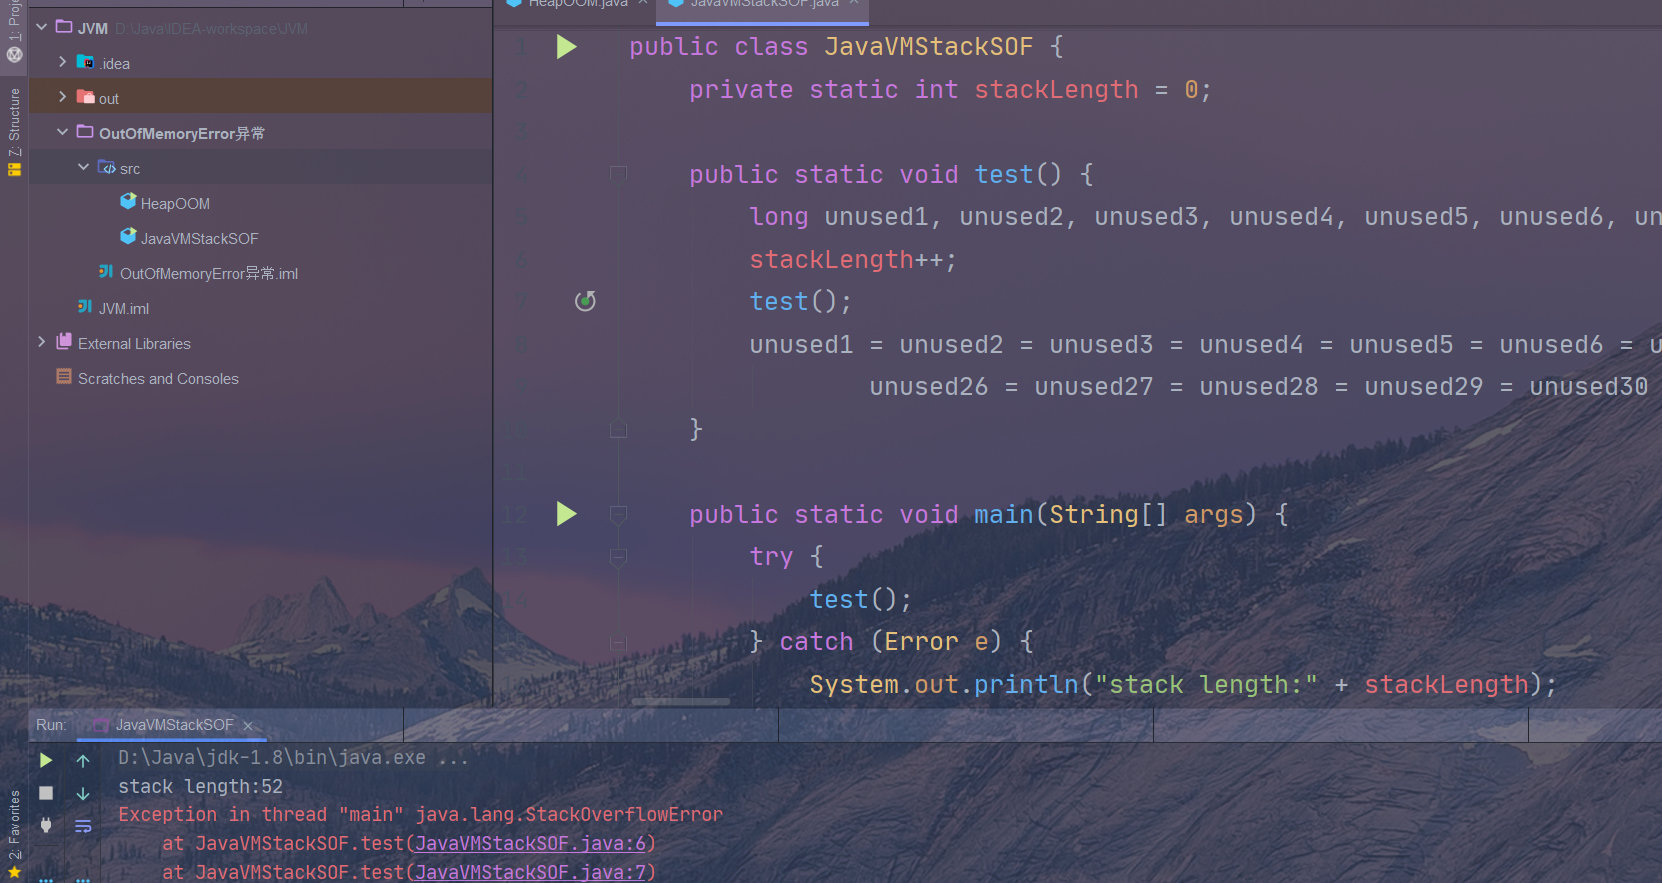 HeapOOM.java
JavaVMStackSOF.java
1: Proj
JVM D:\Java\IDEA-workspace\JVM
.idea
out
OutOfMemoryError异常
src
HeapOOM
JavaVMStackSOF
OutOfMemoryError异常.iml
JVM.iml
External Libraries
Scratches and Consoles
Z: Structure
2: Favorites
1 public class JavaVMStackSOF {
2 private static int stackLength = 0;
3
4 public static void test() {
5 long unused1, unused2, unused3, unused4, unused5, unused6, un
6 stackLength++;
7 test();
8 unused1 = unused2 = unused3 = unused4 = unused5 = unused6 = u
unused26 = unused27 = unused28 = unused29 = unused30
10 }
11
12 public static void main(String[] args) {
13 try {
14 test();
} catch (Error e) {
System.out.println("stack length:" + stackLength);
Run: JavaVMStackSOF
D:\Java\jdk-1.8\bin\java.exe ...
stack length:52
Exception in thread "main" java.lang.StackOverflowError
at JavaVMStackSOF.test(JavaVMStackSOF.java:6)
at JavaVMStackSOF.test(JavaVMStackSOF.java:7)